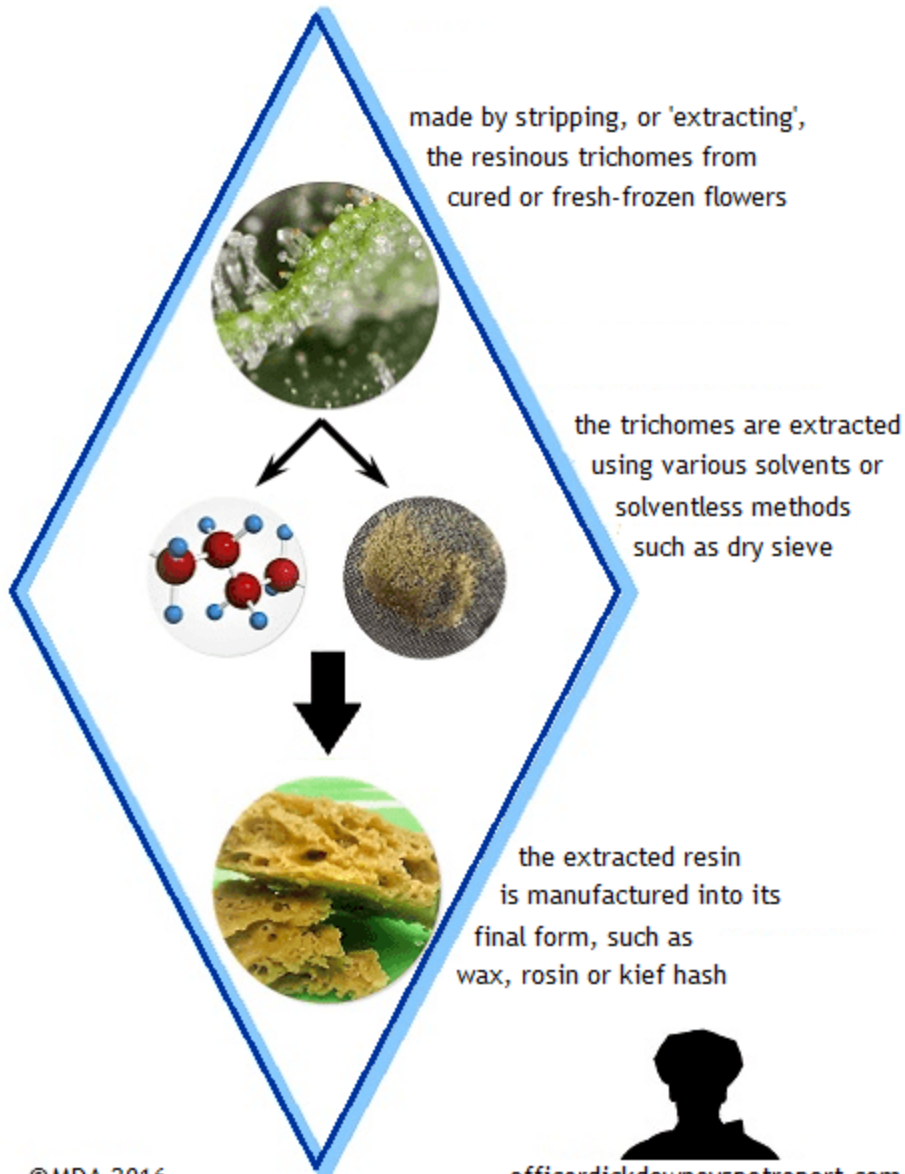 made by stripping, or 'extracting',
the resinous trichomes from
cured or fresh-frozen flowers
the trichomes are extracted
using various solvents or
solventless methods
such as dry sieve
the extracted resin
is manufactured into its
final form, such as
wax, rosin or kief hash
©MDA 2016